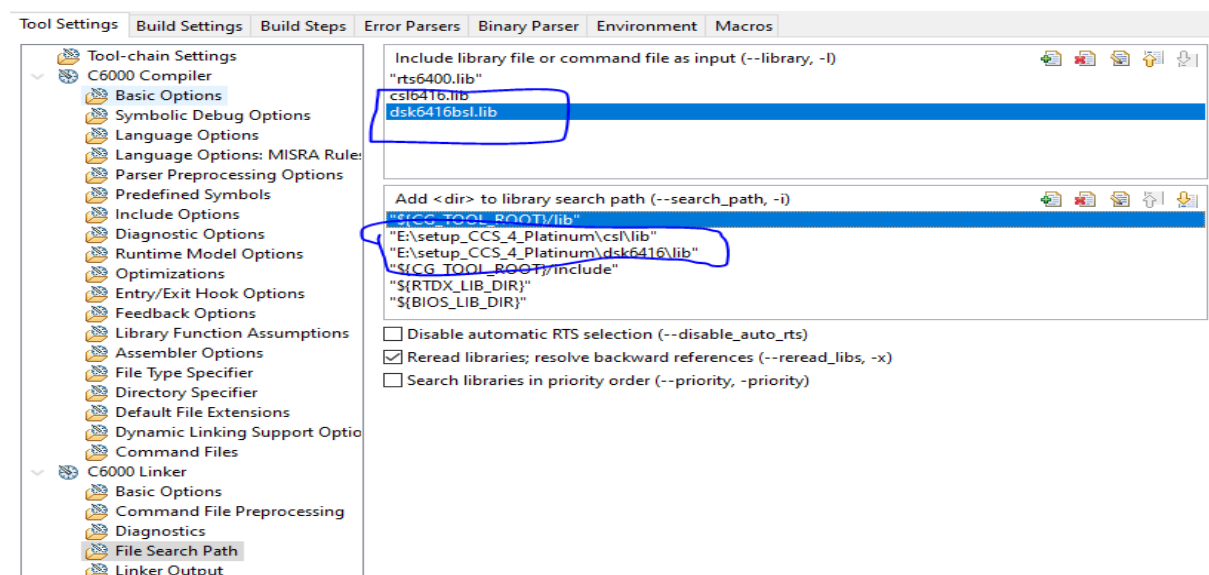 Tool Settings Build Settings Build Steps Error Parsers Binary Parser Environment Macros
Tool-chain Settings
C6000 Compiler
Basic Options
Symbolic Debug Options
Language Options
Language Options: MISRA Rules
Parser Preprocessing Options
Predefined Symbols
Include Options
Diagnostic Options
Runtime Model Options
Optimizations
Entry/Exit Hook Options
Feedback Options
Library Function Assumptions
Assembler Options
File Type Specifier
Directory Specifier
Default File Extensions
Dynamic Linking Support Optio
Command Files
C6000 Linker
Basic Options
Command File Preprocessing
Diagnostics
File Search Path
Linker Output
Include library file or command file as input (--library, -l)
"rts6400.lib"
csl6416.lib
dsk6416bsl.lib
Add <dir> to library search path (--search_path, -i)
"${CG_TOOL_ROOT}/lib"
"E:\setup_CCS_4_Platinum\csl\lib"
"E:\setup_CCS_4_Platinum\dsk6416\lib"
"${CG_TOOL_ROOT}/include"
"${RTDX_LIB_DIR}"
"${BIOS_LIB_DIR}"
Disable automatic RTS selection (--disable_auto_rts)
Reread libraries; resolve backward references (--reread_libs, -x)
Search libraries in priority order (--priority, -priority)